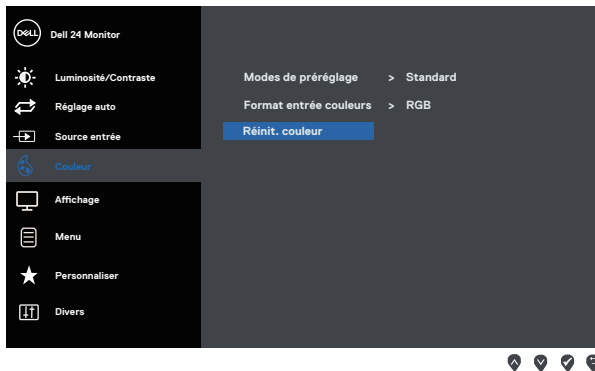 DELL Dell 24 Monitor
Luminosité/Contraste
Réglage auto
Source entrée
Couleur
Affichage
Menu
Personnaliser
Divers
Modes de préréglage > Standard
Format entrée couleurs > RGB
Réinit. couleur